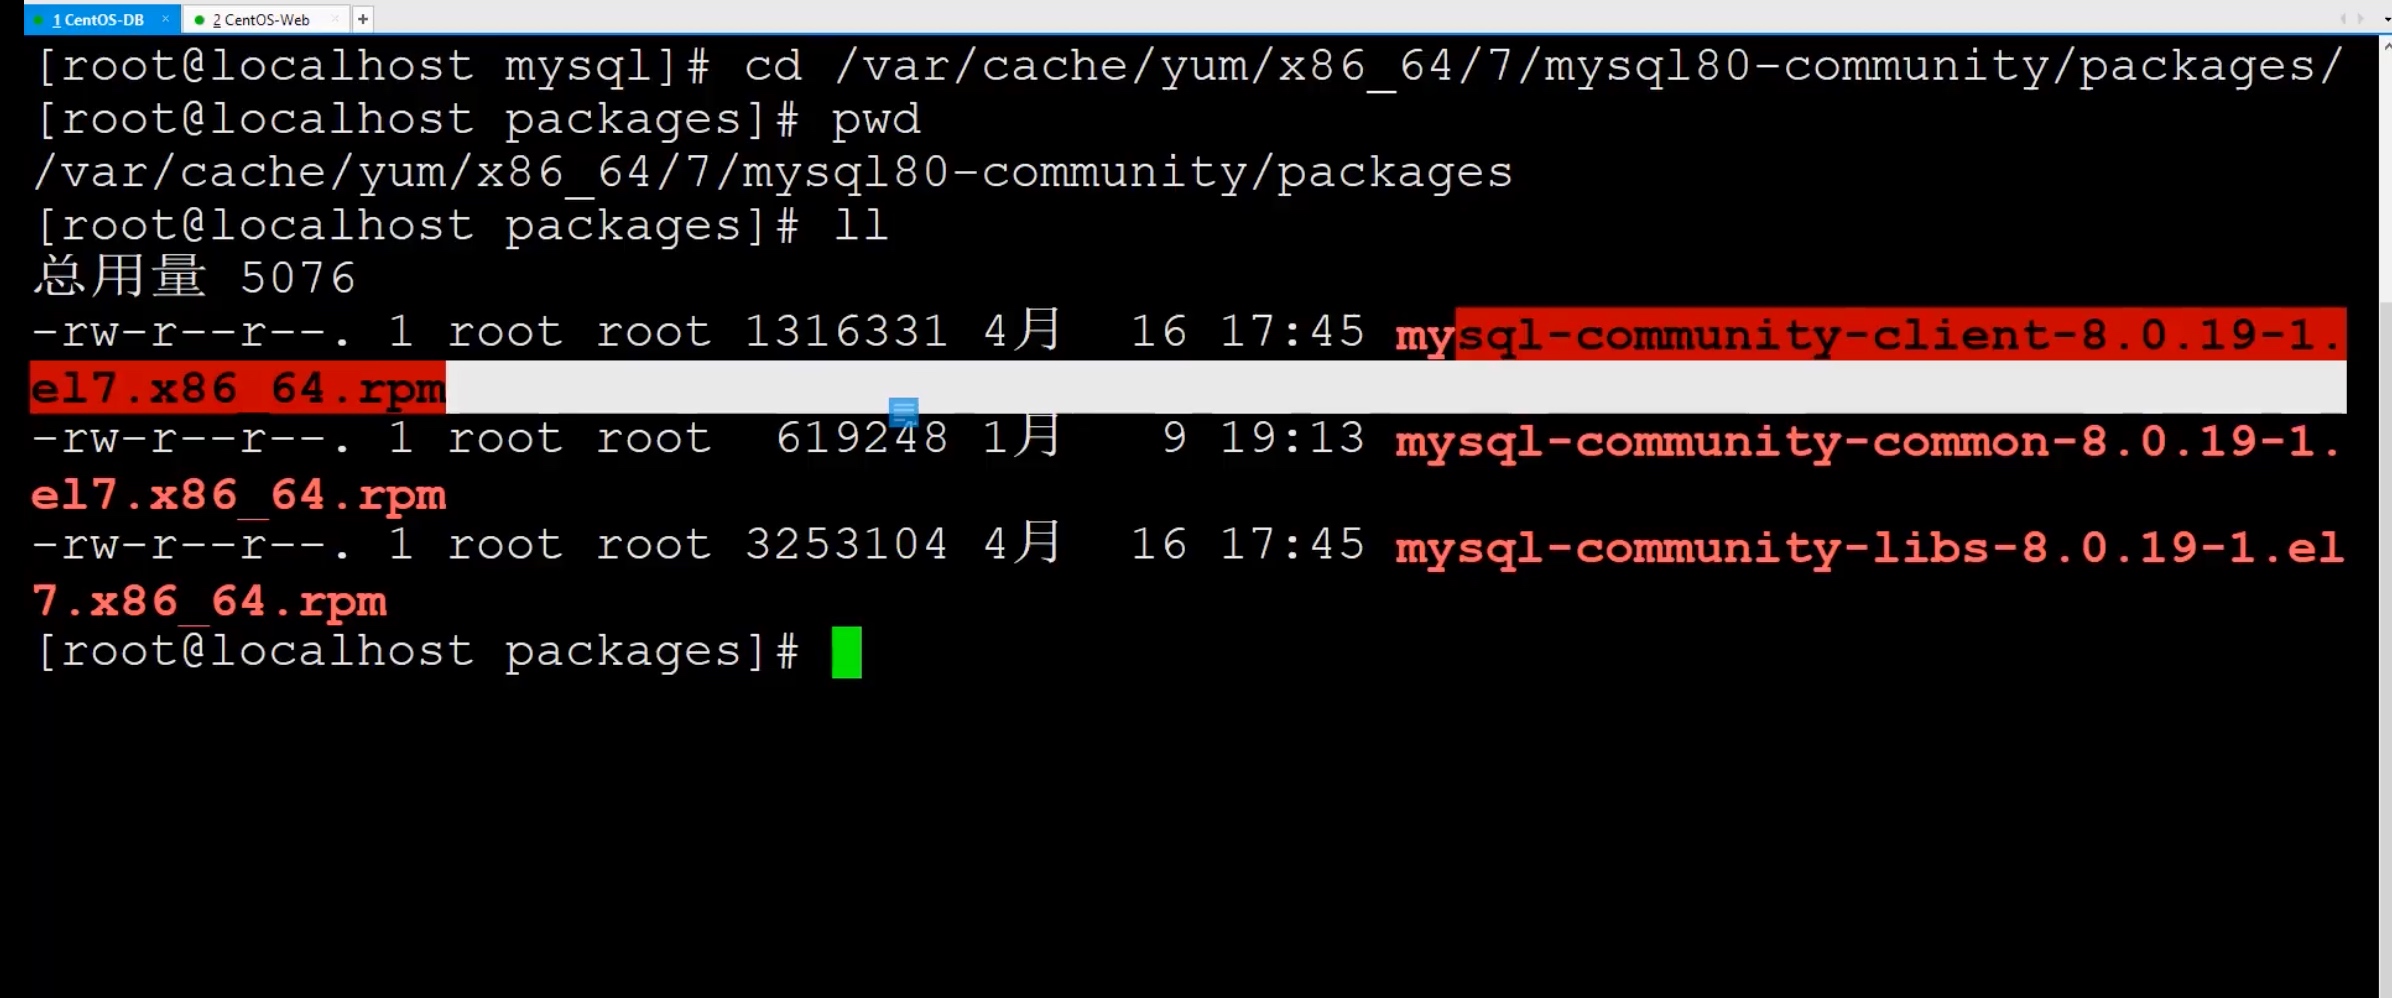 1 CentOS-DB × 2 CentOS-Web × +
[root@localhost mysql]# cd /var/cache/yum/x86_64/7/mysql80-community/packages/
[root@localhost packages]# pwd
/var/cache/yum/x86_64/7/mysql80-community/packages
[root@localhost packages]# ll
总用量 5076
-rw-r--r--. 1 root root 1316331 4月  16 17:45 mysql-community-client-8.0.19-1.
el7.x86_64.rpm
-rw-r--r--. 1 root root  619248 1月   9 19:13 mysql-community-common-8.0.19-1.
el7.x86_64.rpm
-rw-r--r--. 1 root root 3253104 4月  16 17:45 mysql-community-libs-8.0.19-1.el
7.x86_64.rpm
[root@localhost packages]#